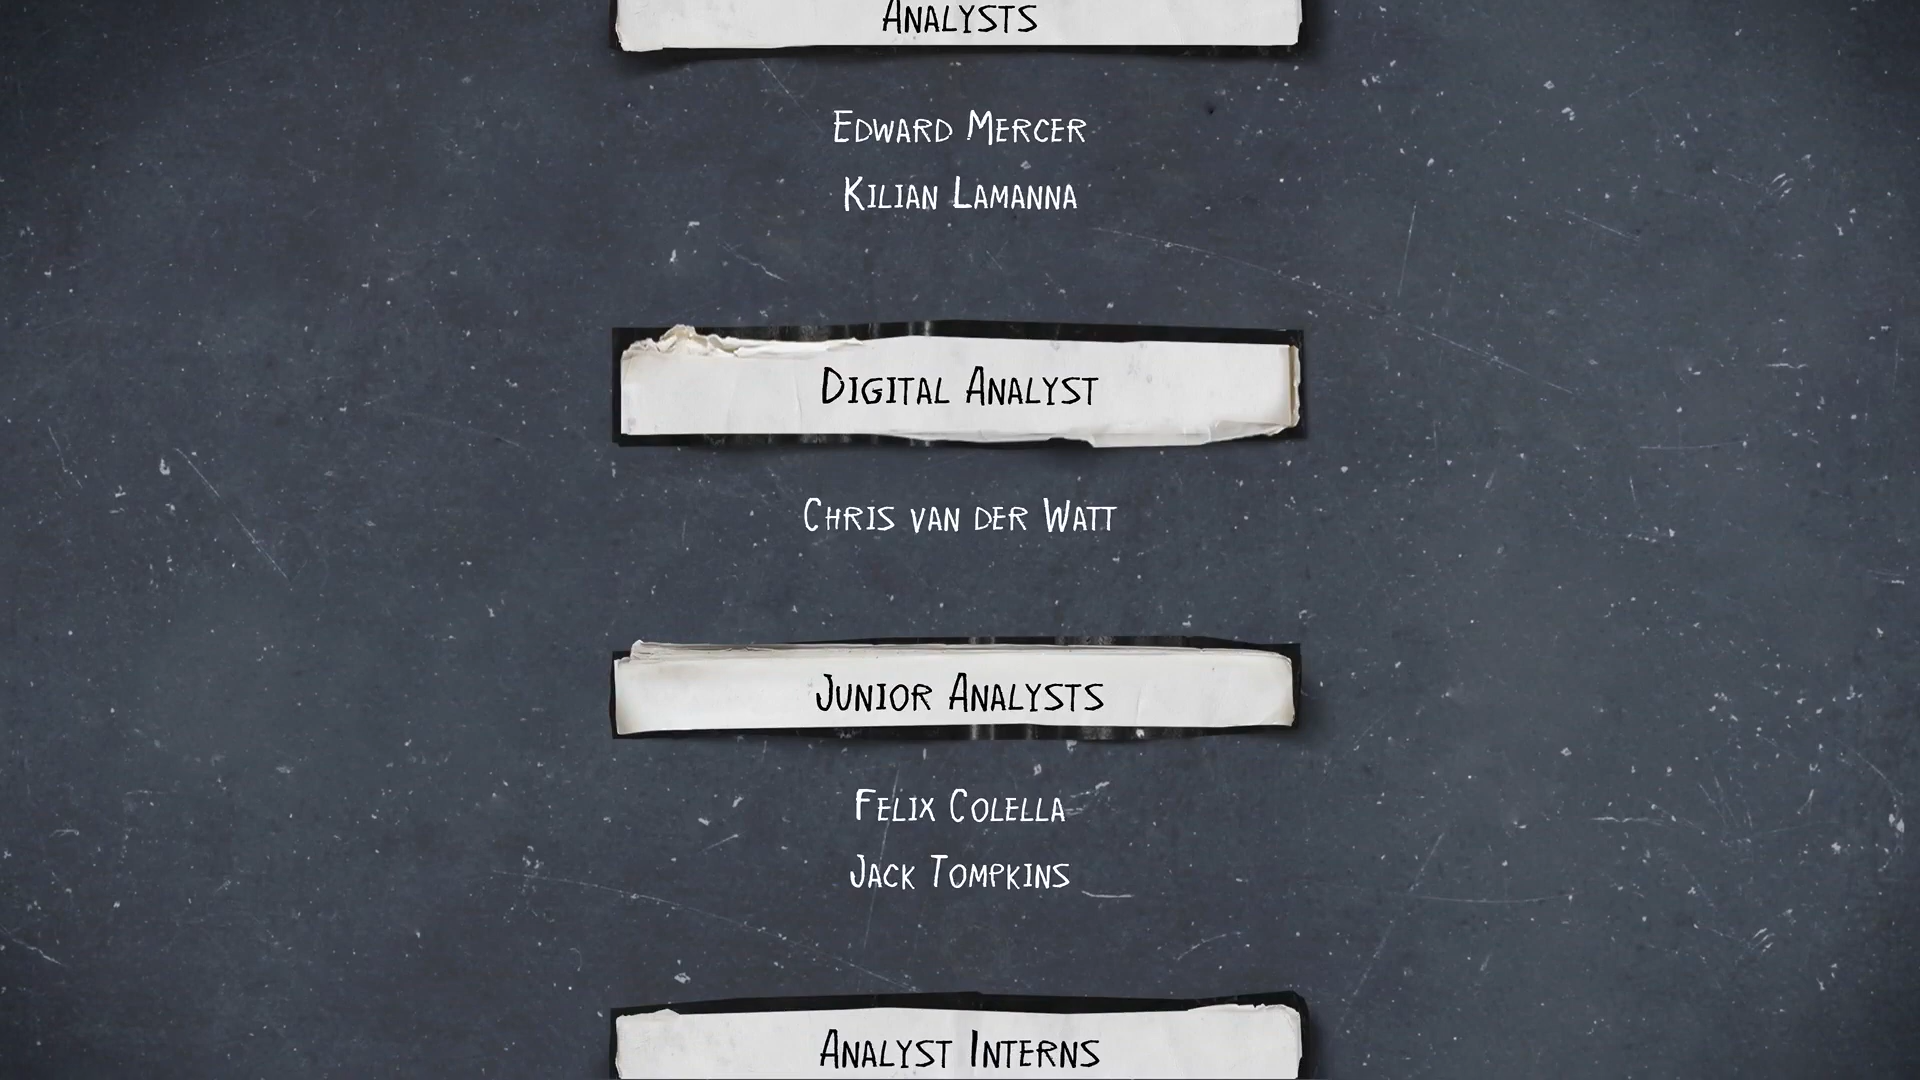 Analysts
Edward Mercer
Kilian Lamanna
Digital Analyst
Chris van der Watt
Junior Analysts
Felix Colella
Jack Tompkins
Analyst Interns